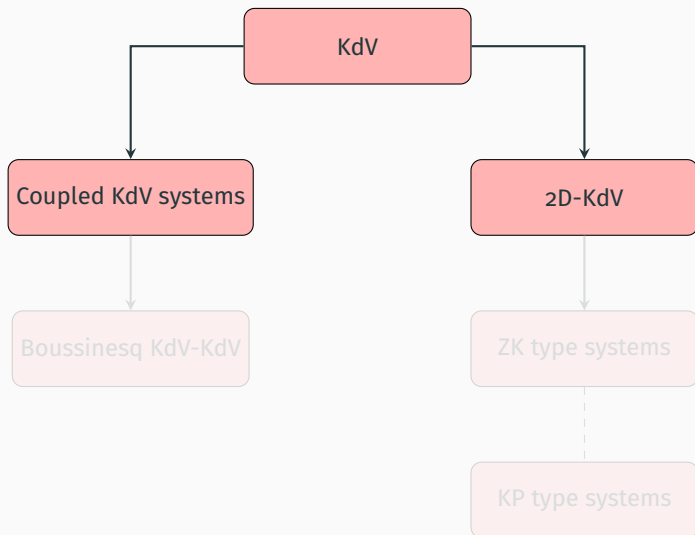 KdV
Coupled KdV systems
2D-KdV
Boussinesq KdV-KdV
ZK type systems
KP type systems